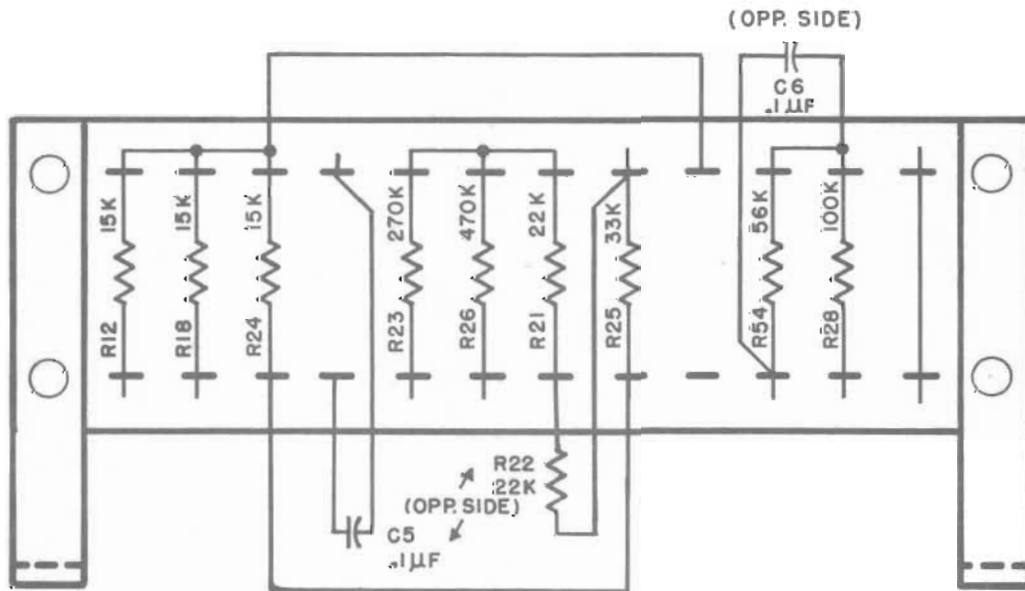 (OPP. SIDE)
C6
.1µF
15K
15K
15K
270K
470K
22K
33K
56K
100K
R12
R18
R24
R23
R26
R21
R25
R54
R28
R22
22K
(OPP. SIDE)
C5
.1µF